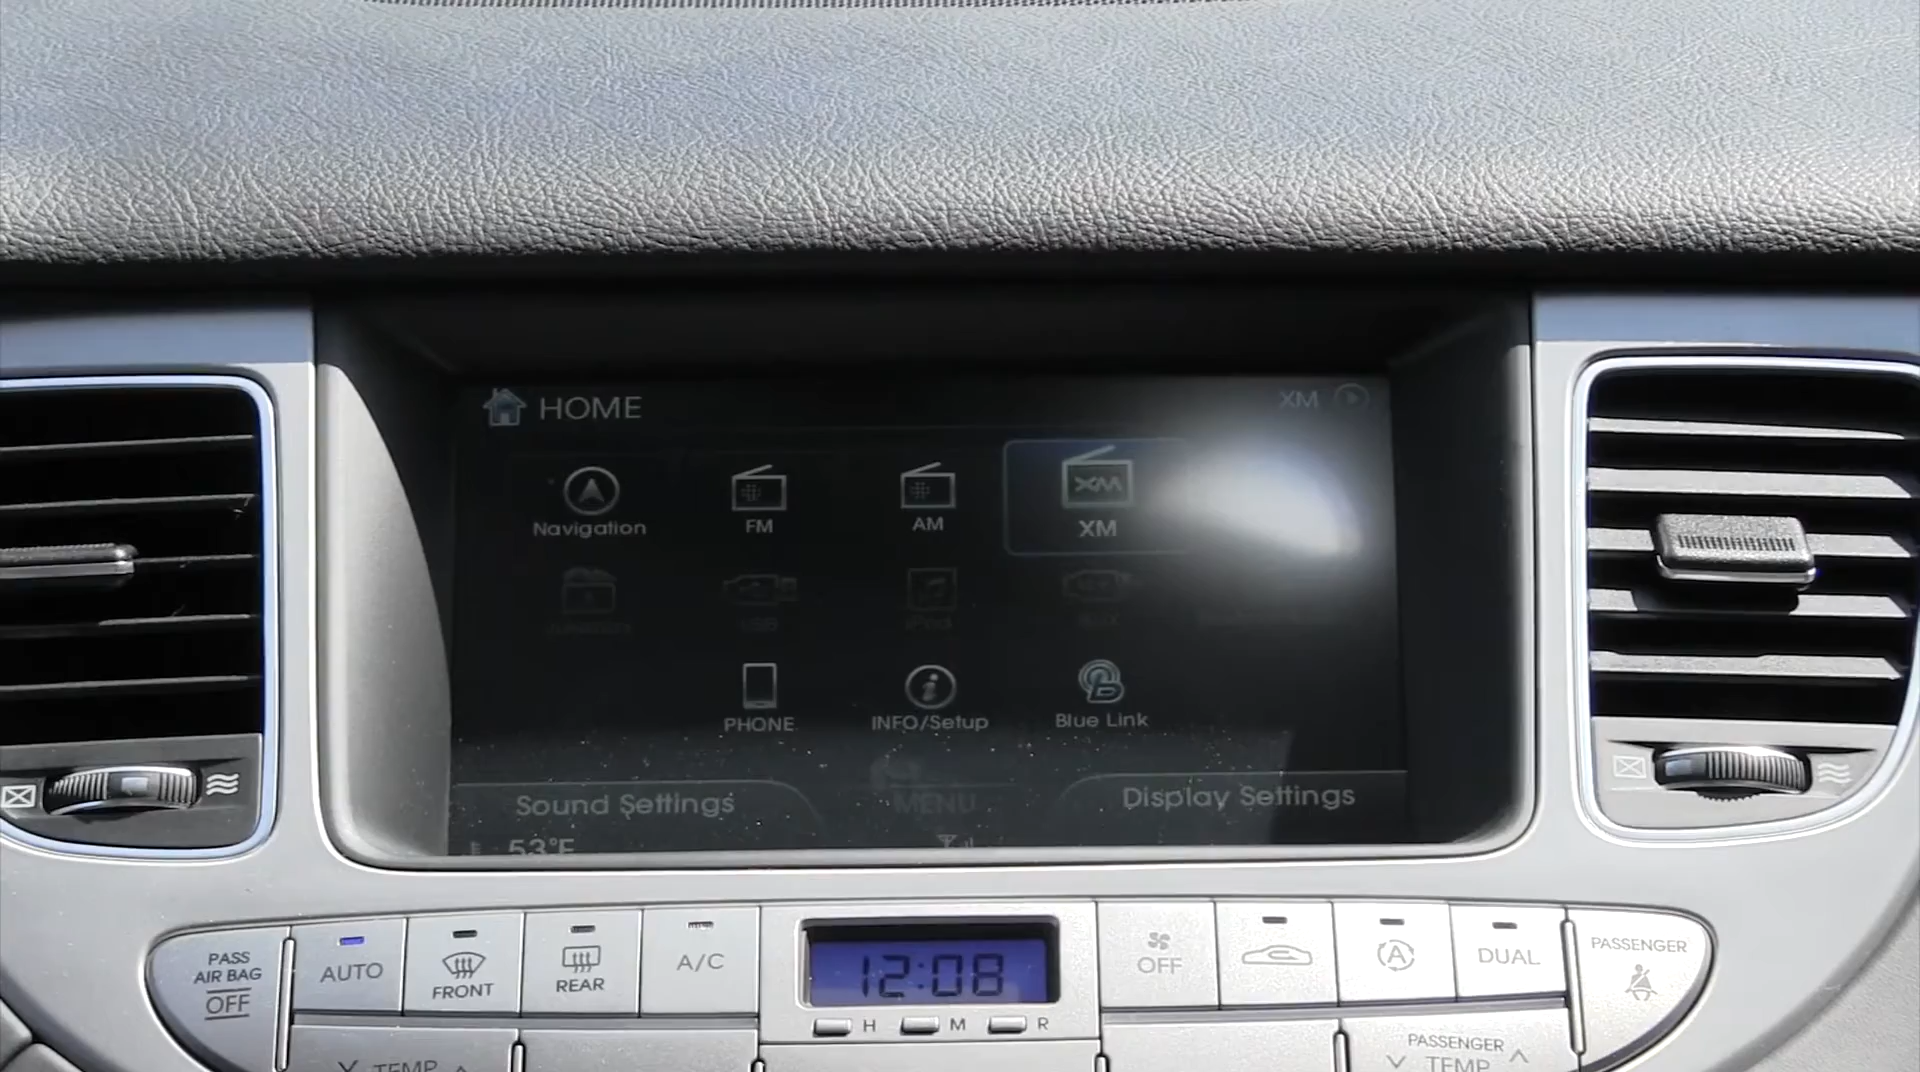 HOME
XM
Navigation
FM
AM
XM
XM
iPod
PHONE
INFO/Setup
Blue Link
Sound Settings
MENU
Display Settings
53°F
PASS
AIR BAG
OFF
AUTO
FRONT
REAR
A/C
12:08
H
M
R
OFF
A
DUAL
PASSENGER
TEMP
PASSENGER
TEMP